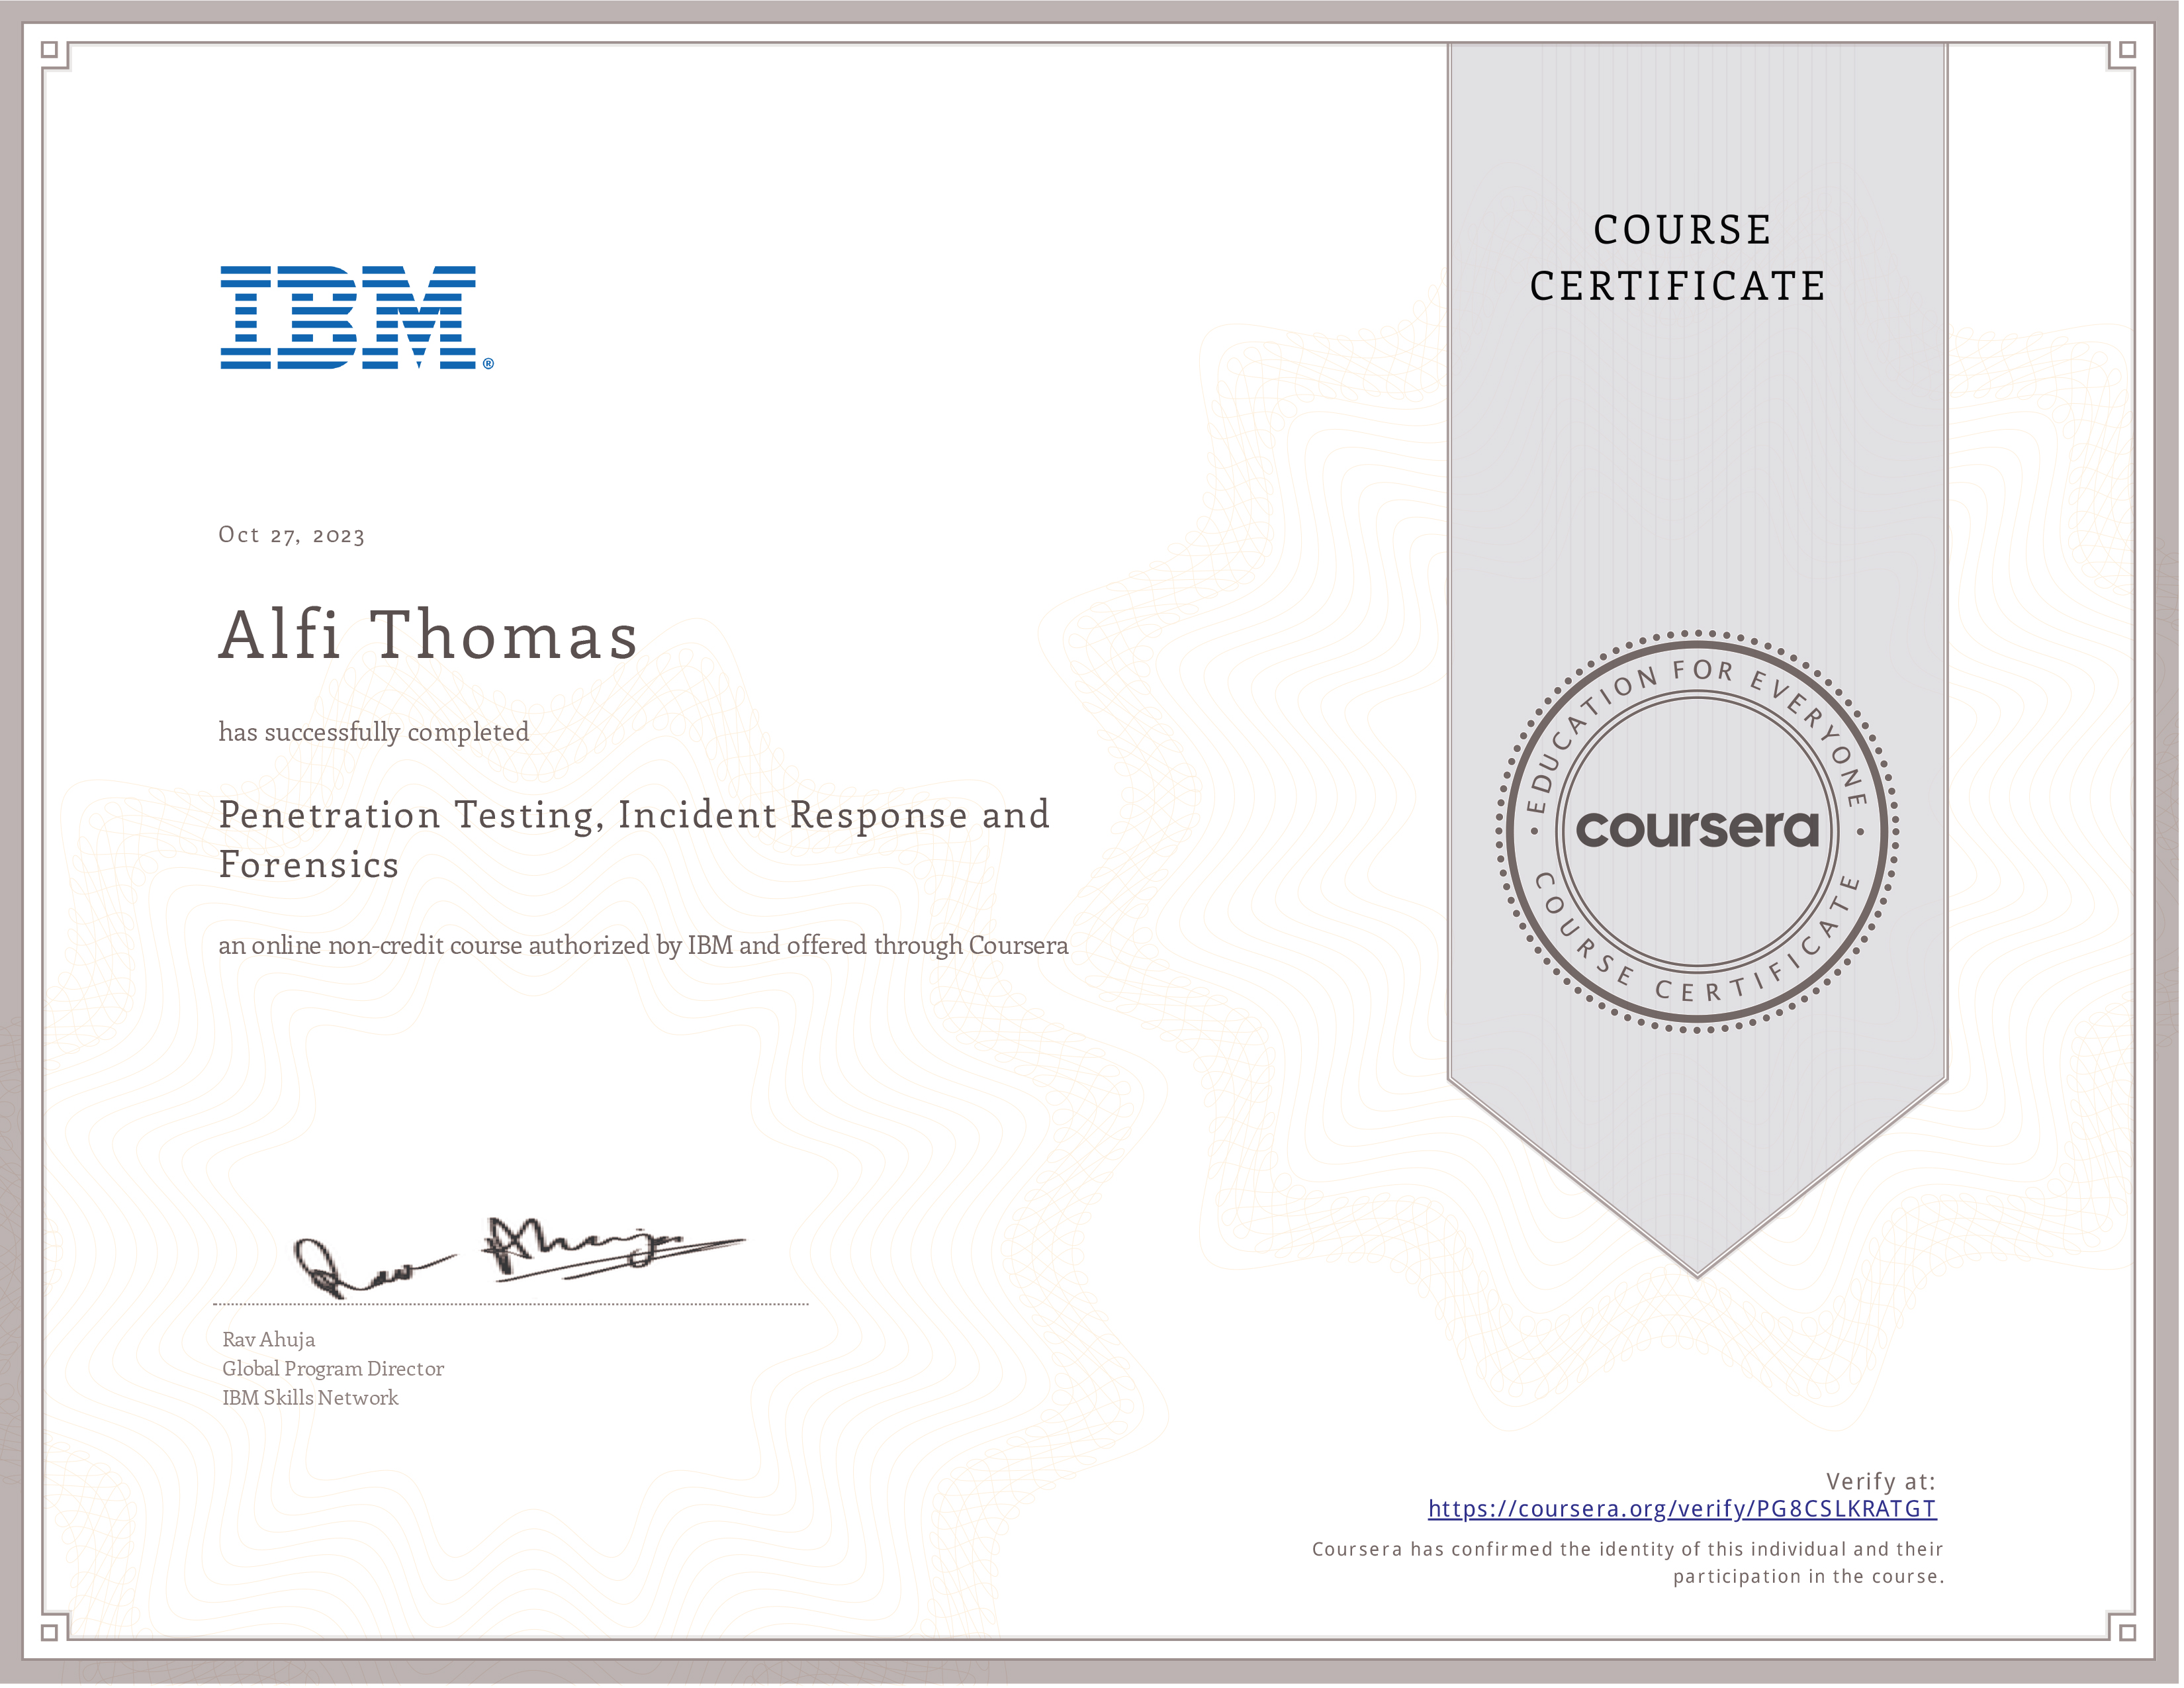 COURSE
CERTIFICATE
IBM®
Oct 27, 2023
Alfi Thomas
has successfully completed
Penetration Testing, Incident Response and
Forensics
an online non-credit course authorized by IBM and offered through Coursera
EDUCATION FOR EVERYONE
coursera
COURSE CERTIFICATE
Rav Ahuja
Rav Ahuja
Global Program Director
IBM Skills Network
Verify at:
https://coursera.org/verify/PG8CSLKRATGT
Coursera has confirmed the identity of this individual and their
participation in the course.